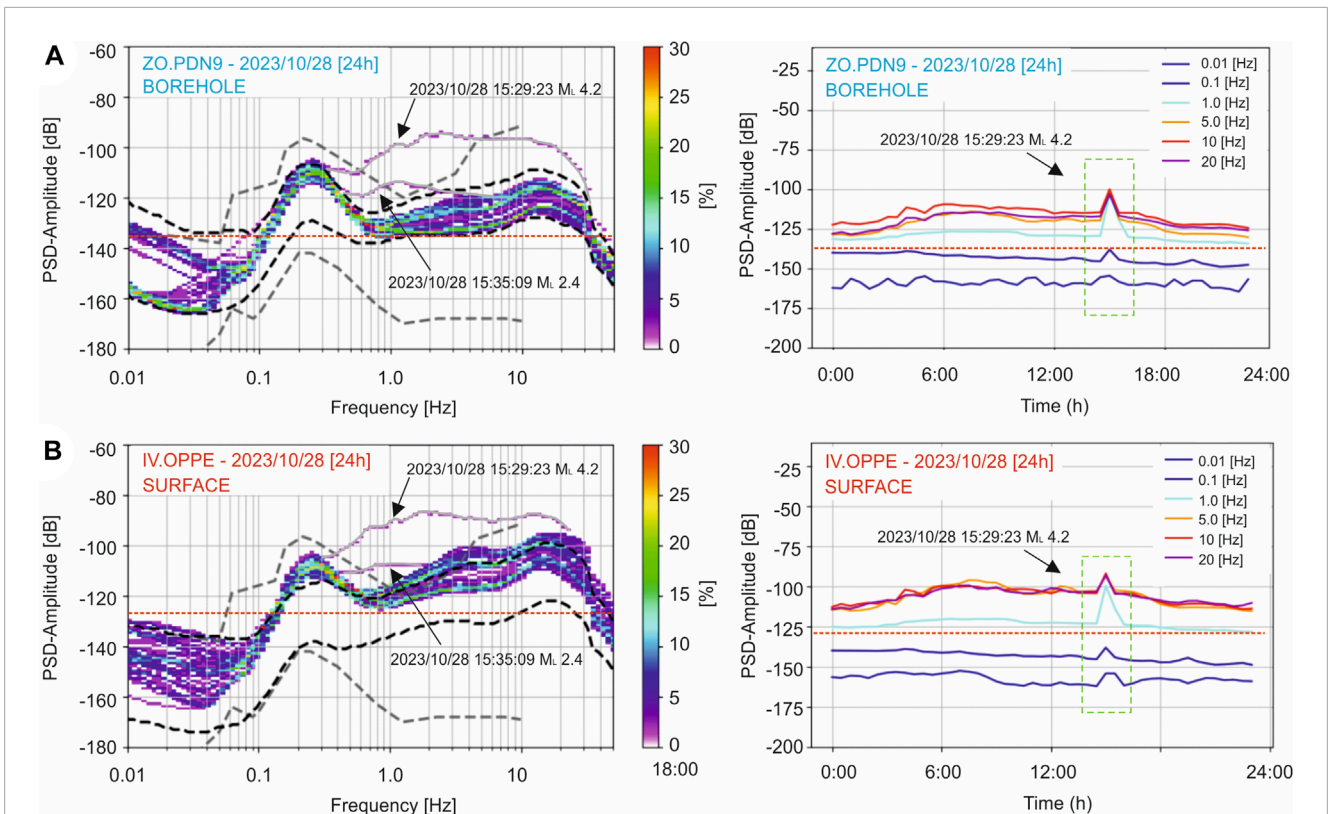 A
ZO.PDN9 - 2023/10/28 [24h]
BOREHOLE
2023/10/28 15:29:23 ML 4.2
2023/10/28 15:35:09 ML 2.4
PSD-Amplitude [dB]
-60
-80
-100
-120
-140
-160
-180
0.01
0.1
1.0
10
Frequency [Hz]
30
25
20
15
10
5
0
[%]
ZO.PDN9 - 2023/10/28 [24h]
BOREHOLE
2023/10/28 15:29:23 ML 4.2
0.01 [Hz]
0.1 [Hz]
1.0 [Hz]
5.0 [Hz]
10 [Hz]
20 [Hz]
PSD-Amplitude [dB]
-25
-50
-75
-100
-125
-150
-175
-200
0:00
6:00
12:00
18:00
24:00
Time (h)
B
IV.OPPE - 2023/10/28 [24h]
SURFACE
2023/10/28 15:29:23 ML 4.2
2023/10/28 15:35:09 ML 2.4
PSD-Amplitude [dB]
-60
-80
-100
-120
-140
-160
-180
0.01
0.1
1.0
10
Frequency [Hz]
30
25
20
15
10
5
0
[%]
18:00
IV.OPPE - 2023/10/28 [24h]
SURFACE
2023/10/28 15:29:23 ML 4.2
0.01 [Hz]
0.1 [Hz]
1.0 [Hz]
5.0 [Hz]
10 [Hz]
20 [Hz]
PSD-Amplitude [dB]
-25
-50
-75
-100
-125
-150
-175
-200
0:00
6:00
12:00
24:00
Time (h)